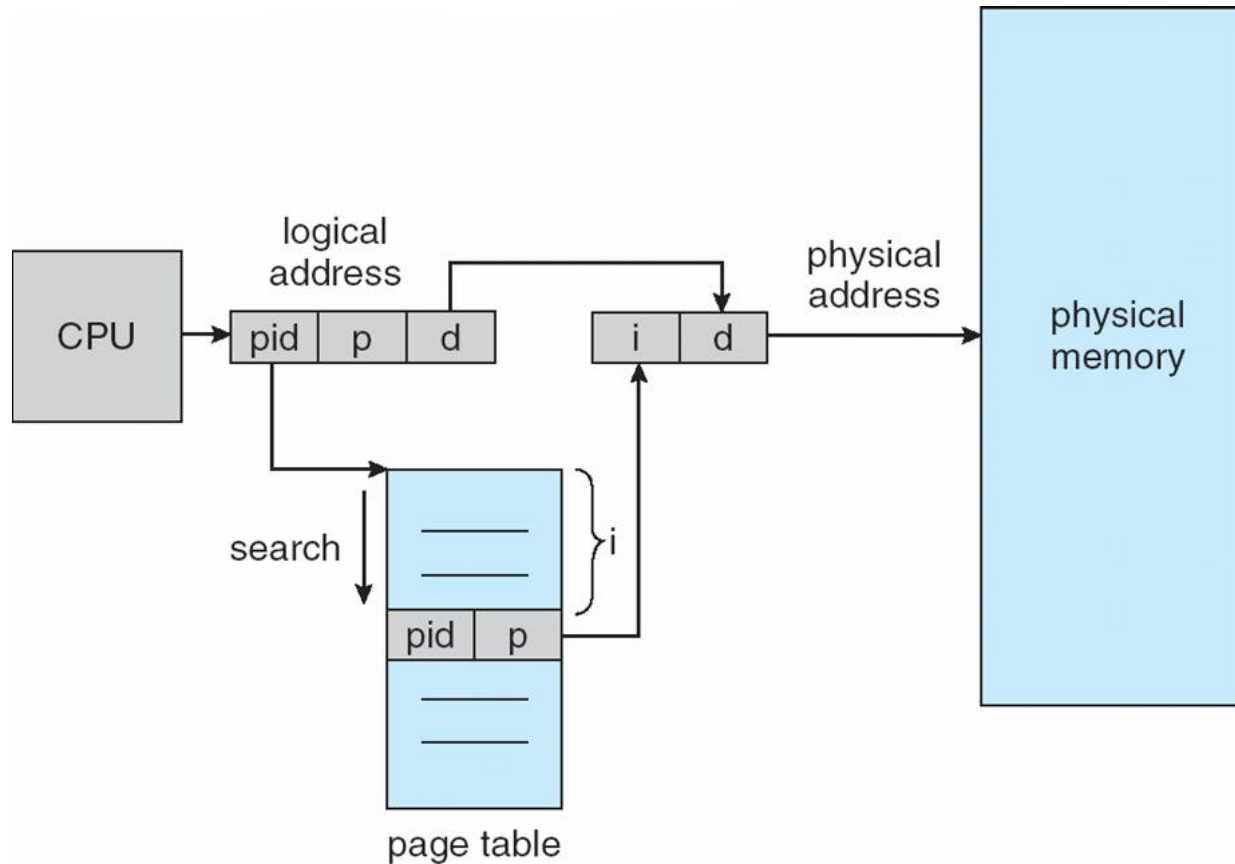 logical
address
physical
address
CPU
pid p d
i d
physical
memory
search
i
pid p
page table